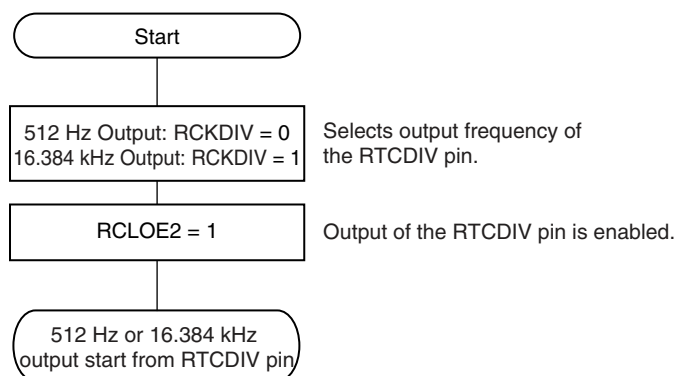 Start
512 Hz Output: RCKDIV = 0
16.384 kHz Output: RCKDIV = 1
Selects output frequency of
the RTCDIV pin.
RCLOE2 = 1
Output of the RTCDIV pin is enabled.
512 Hz or 16.384 kHz
output start from RTCDIV pin